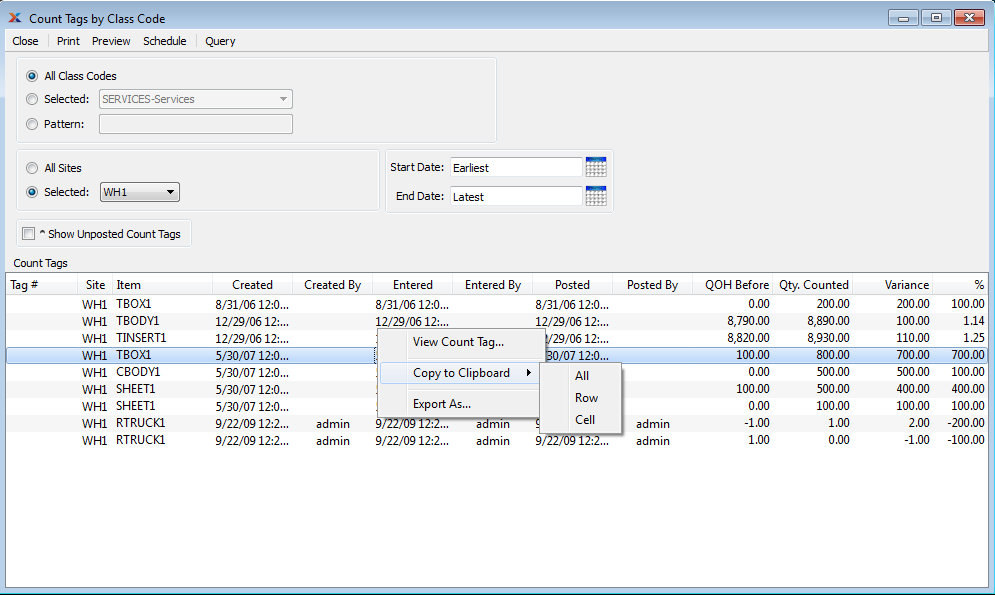 Count Tags by Class Code
Close Print Preview Schedule Query
All Class Codes
Selected: SERVICES-Services
Pattern:
All Sites
Selected: WH1
Start Date: Earliest
End Date: Latest
^ Show Unposted Count Tags
Count Tags
Tag # Site Item Created Created By Entered Entered By Posted Posted By QOH Before Qty. Counted Variance %
WH1 TBOX1 8/31/06 12:0... 8/31/06 12:0... 8/31/06 12:0... 0.00 200.00 200.00 100.00
WH1 TBODY1 12/29/06 12:... 12/29/06 12:... 12/29/06 12:... 8,790.00 8,890.00 100.00 1.14
WH1 TINSERT1 12/29/06 12:... 2/29/06 12:... 8,820.00 8,930.00 110.00 1.25
WH1 TBOX1 5/30/07 12:0... 30/07 12:0... 100.00 800.00 700.00 700.00
WH1 CBODY1 5/30/07 12:0... 0.00 500.00 500.00 100.00
WH1 SHEET1 5/30/07 12:0... 100.00 500.00 400.00 400.00
WH1 SHEET1 5/30/07 12:0... 0.00 100.00 100.00 100.00
WH1 RTRUCK1 9/22/09 12:2... admin 9/22/09 12:2... admin admin -1.00 1.00 2.00 -200.00
WH1 RTRUCK1 9/22/09 12:2... admin 9/22/09 12:2... admin 9/22/09 12:2... admin 1.00 0.00 -1.00 -100.00
View Count Tag...
Copy to Clipboard
Export As...
All
Row
Cell